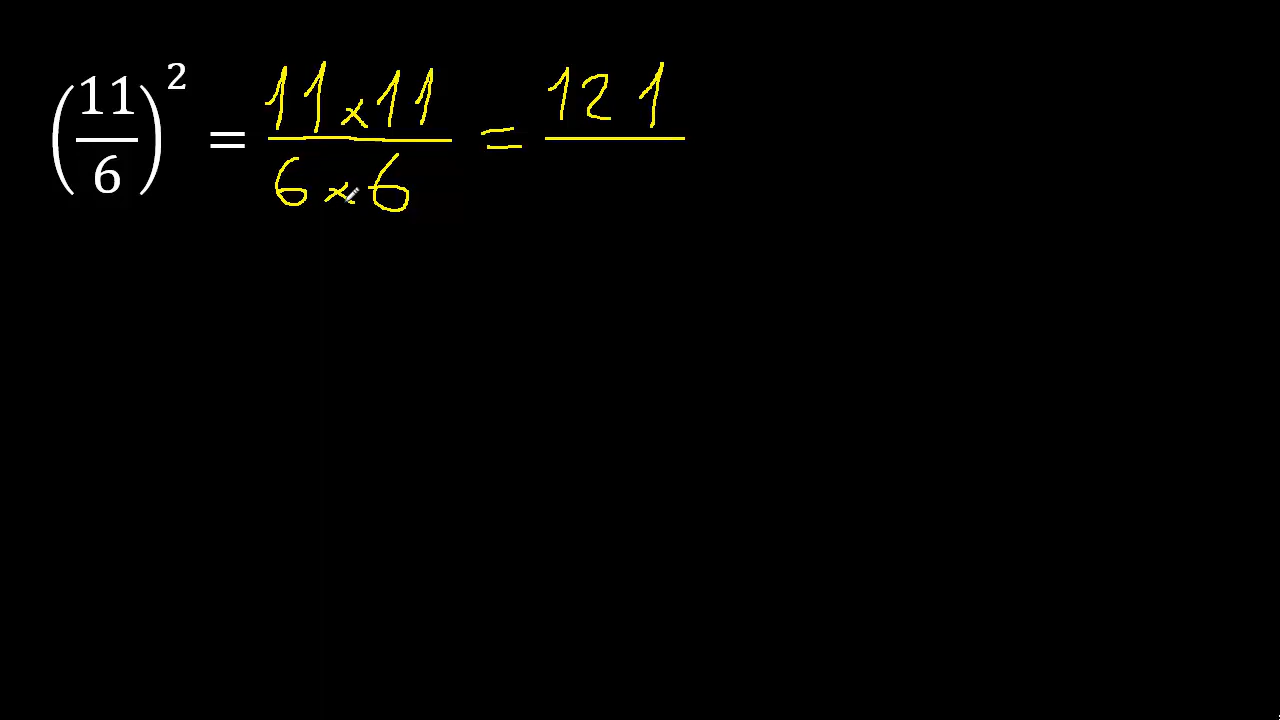 (11/6)² = 11×11/6×6 = 121/